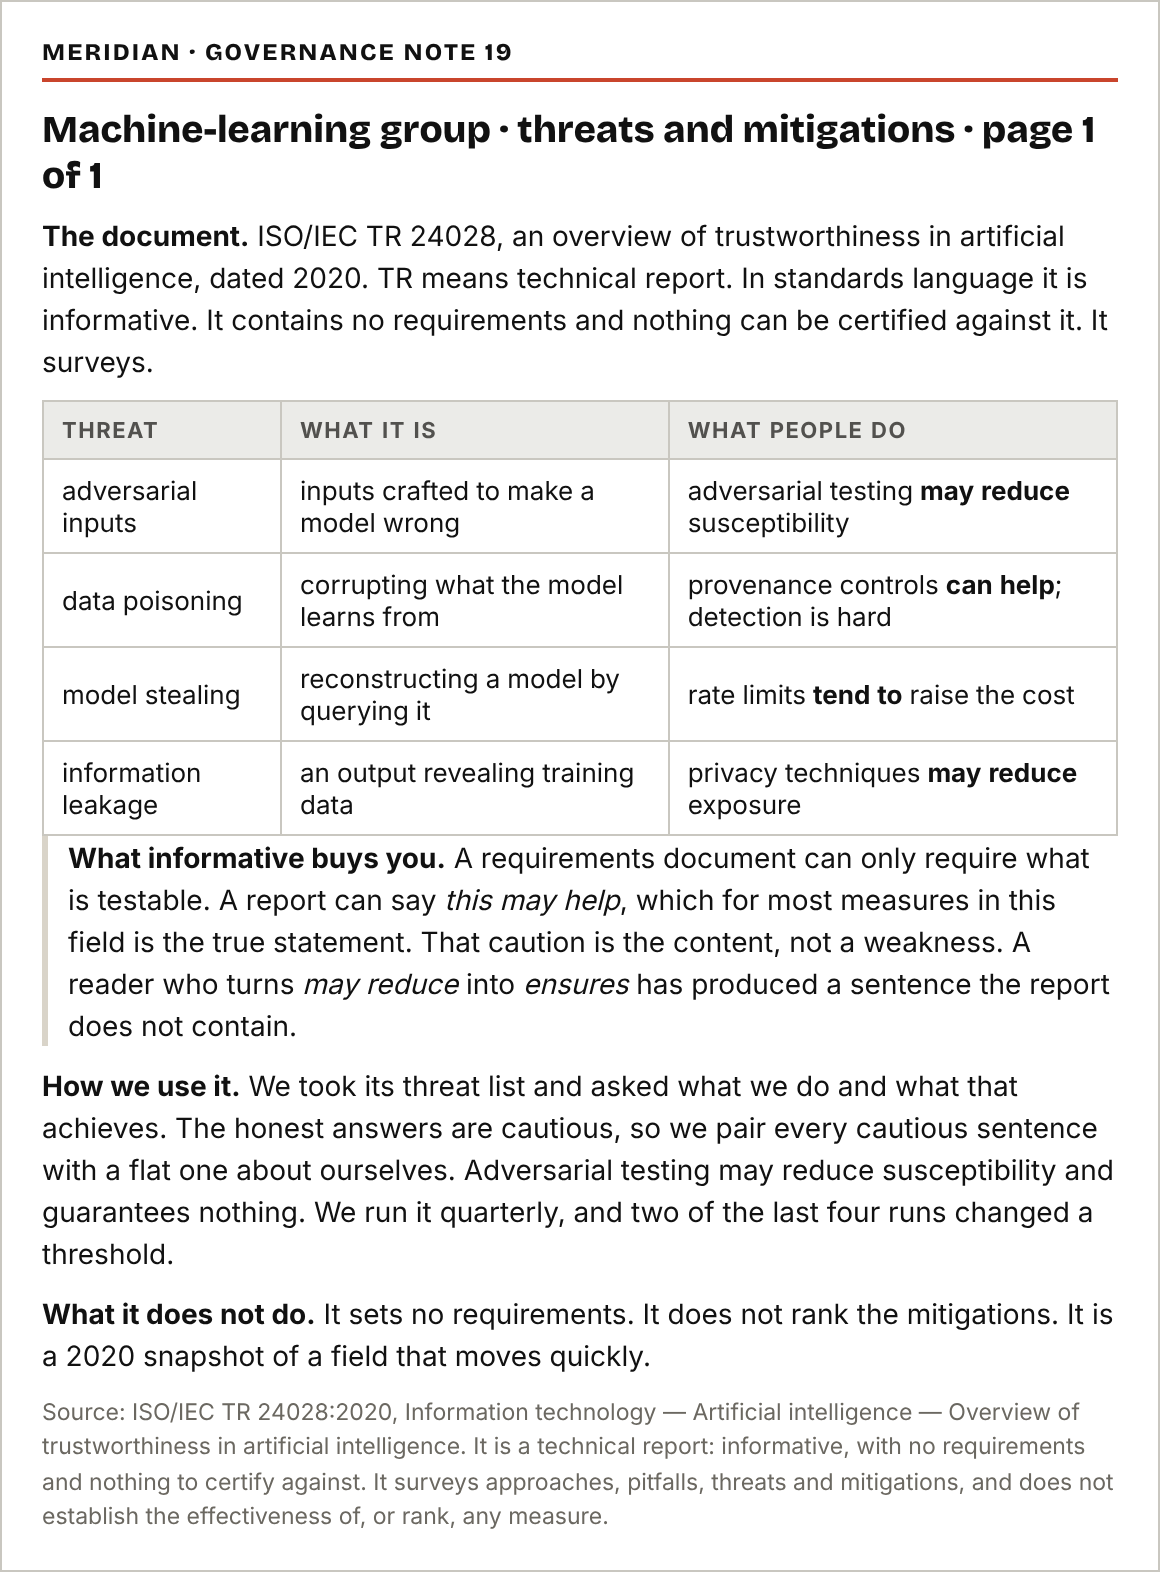 MERIDIAN · GOVERNANCE NOTE 19
Machine-learning group · threats and mitigations · page 1
of 1
The document. ISO/IEC TR 24028, an overview of trustworthiness in artificial
intelligence, dated 2020. TR means technical report. In standards language it is
informative. It contains no requirements and nothing can be certified against it. It
surveys.
THREAT
WHAT IT IS
WHAT PEOPLE DO
adversarial
inputs
inputs crafted to make a
model wrong
adversarial testing may reduce
susceptibility
data poisoning
corrupting what the model
learns from
provenance controls can help;
detection is hard
model stealing
reconstructing a model by
querying it
rate limits tend to raise the cost
information
leakage
an output revealing training
data
privacy techniques may reduce
exposure
What informative buys you. A requirements document can only require what
is testable. A report can say this may help, which for most measures in this
field is the true statement. That caution is the content, not a weakness. A
reader who turns may reduce into ensures has produced a sentence the report
does not contain.
How we use it. We took its threat list and asked what we do and what that
achieves. The honest answers are cautious, so we pair every cautious sentence
with a flat one about ourselves. Adversarial testing may reduce susceptibility and
guarantees nothing. We run it quarterly, and two of the last four runs changed a
threshold.
What it does not do. It sets no requirements. It does not rank the mitigations. It is
a 2020 snapshot of a field that moves quickly.
Source: ISO/IEC TR 24028:2020, Information technology — Artificial intelligence — Overview of
trustworthiness in artificial intelligence. It is a technical report: informative, with no requirements
and nothing to certify against. It surveys approaches, pitfalls, threats and mitigations, and does not
establish the effectiveness of, or rank, any measure.